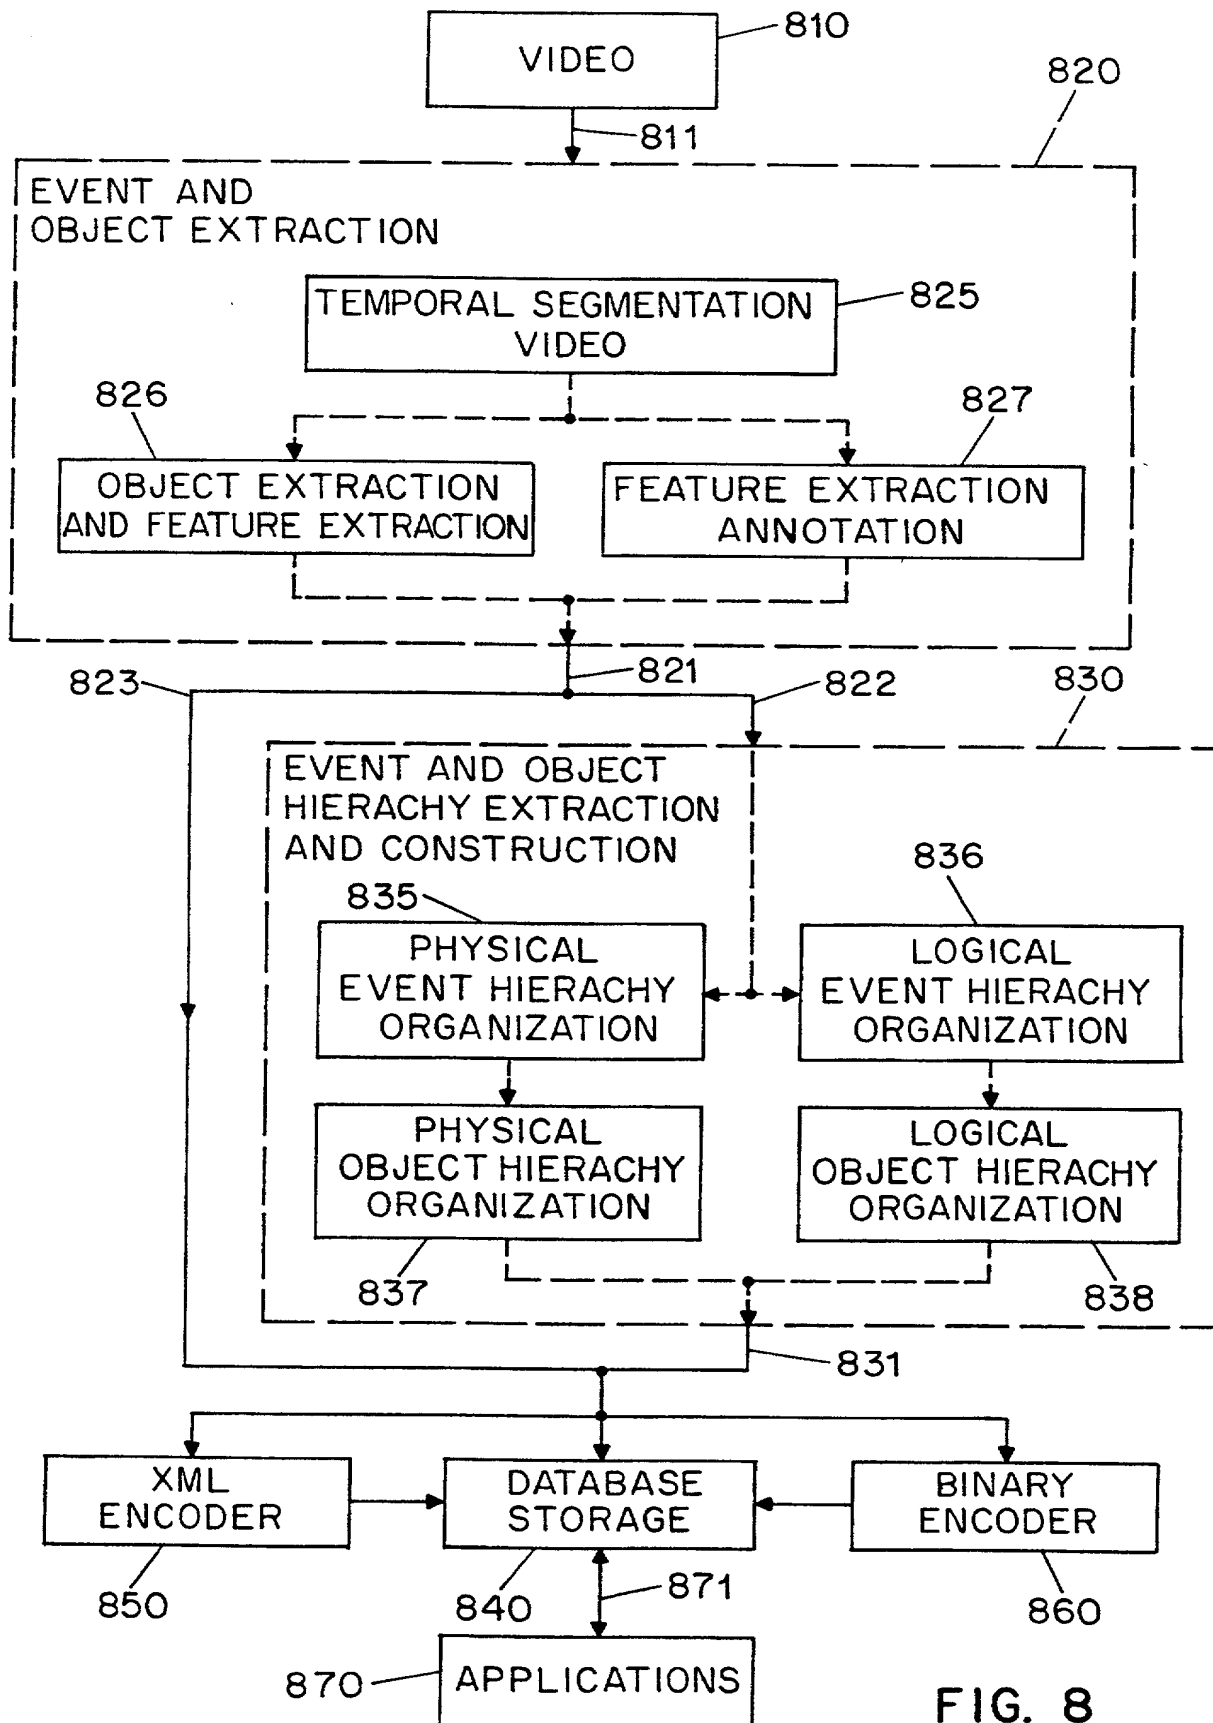 VIDEO
810
811
820
EVENT AND
OBJECT EXTRACTION
TEMPORAL SEGMENTATION
VIDEO
825
826
827
OBJECT EXTRACTION
AND FEATURE EXTRACTION
FEATURE EXTRACTION
ANNOTATION
821
822
823
830
EVENT AND OBJECT
HIERACHY EXTRACTION
AND CONSTRUCTION
835
836
PHYSICAL
EVENT HIERACHY
ORGANIZATION
LOGICAL
EVENT HIERACHY
ORGANIZATION
PHYSICAL
OBJECT HIERACHY
ORGANIZATION
LOGICAL
OBJECT HIERACHY
ORGANIZATION
837
838
831
XML
ENCODER
DATABASE
STORAGE
BINARY
ENCODER
850
840
871
860
870
APPLICATIONS
FIG. 8